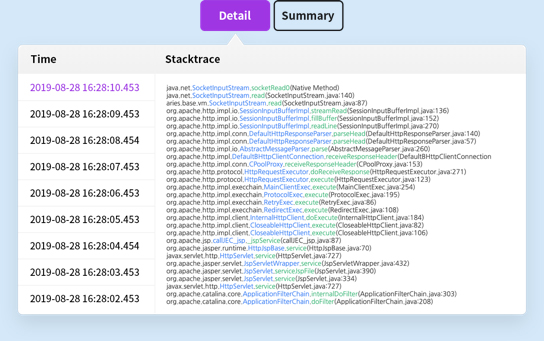 Detail
Summary
Time
Stacktrace
2019-08-28 16:28:10.453
2019-08-28 16:28:09.453
2019-08-28 16:28:08.454
2019-08-28 16:28:07.453
2019-08-28 16:28:06.453
2019-08-28 16:28:05.453
2019-08-28 16:28:04.454
2019-08-28 16:28:03.453
2019-08-28 16:28:02.453
java,net,SocketInputStream,socketRead0(Native Method)
java,net,SocketInputStream,read(SocketInputStream,java:140)
aries.base.vm,SocketInputStream,read(SocketInputStream,java:87)
org,apache,http,impl,io,SessionInputBufferImpl,streamRead(SessionInputBufferImpl,java:136)
org,apache,http,impl,io,SessionInputBufferImpl,fillBuffer(SessionInputBufferImpl,java:152)
org,apache,http,impl,io,SessionInputBufferImpl,readLine(SessionInputBufferImpl,java:270)
org,apache,http,impl,conn,DefaultHttpResponseParser,parseHead(DefaultHttpResponseParser,java:140)
org,apache,http,impl,conn,DefaultHttpResponseParser,parseHead(DefaultHttpResponseParser,java:57)
org,apache,http,impl,io,AbstractMessageParser,parse(AbstractMessageParser,java:260)
org,apache,http,impl,DefaultBHttpClientConnection,receiveResponseHeader(DefaultBHttpClientConnection
org,apache,http,impl,conn,CPoolProxy,receiveResponseHeader(CPoolProxy,java:153)
org,apache,http,protocol,HttpRequestExecutor,doReceiveResponse(HttpRequestExecutor,java:271)
org,apache,http,protocol,HttpRequestExecutor,execute(HttpRequestExecutor,java:123)
org,apache,http,impl,execchain,MainClientExec,execute(MainClientExec,java:254)
org,apache,http,impl,execchain,ProtocolExec,execute(ProtocolExec,java:195)
org,apache,http,impl,execchain,RetryExec,execute(RetryExec,java:86)
org,apache,http,impl,execchain,RedirectExec,execute(RedirectExec,java:108)
org,apache,http,impl,client,InternalHttpClient,doExecute(InternalHttpClient,java:184)
org,apache,http,impl,client,CloseableHttpClient,execute(CloseableHttpClient,java:82)
org,apache,http,impl,client,CloseableHttpClient,execute(CloseableHttpClient,java:106)
org,apache,jsp,callJEC_jsp,_jspService(callJEC_jsp,java:87)
org,apache,jasper,runtime,HttpJspBase,service(HttpJspBase,java:70)
javax,servlet,http,HttpServlet,service(HttpServlet,java:727)
org,apache,jasper,servlet,JspServletWrapper,service(JspServletWrapper,java:432)
org,apache,jasper,servlet,JspServlet,serviceJspFile(JspServlet,java:390)
org,apache,jasper,servlet,JspServlet,service(JspServlet,java:334)
javax,servlet,http,HttpServlet,service(HttpServlet,java:727)
org,apache,catalina,core,ApplicationFilterChain,internalDoFilter(ApplicationFilterChain,java:303)
org,apache,catalina,core,ApplicationFilterChain,doFilter(ApplicationFilterChain,java:208)